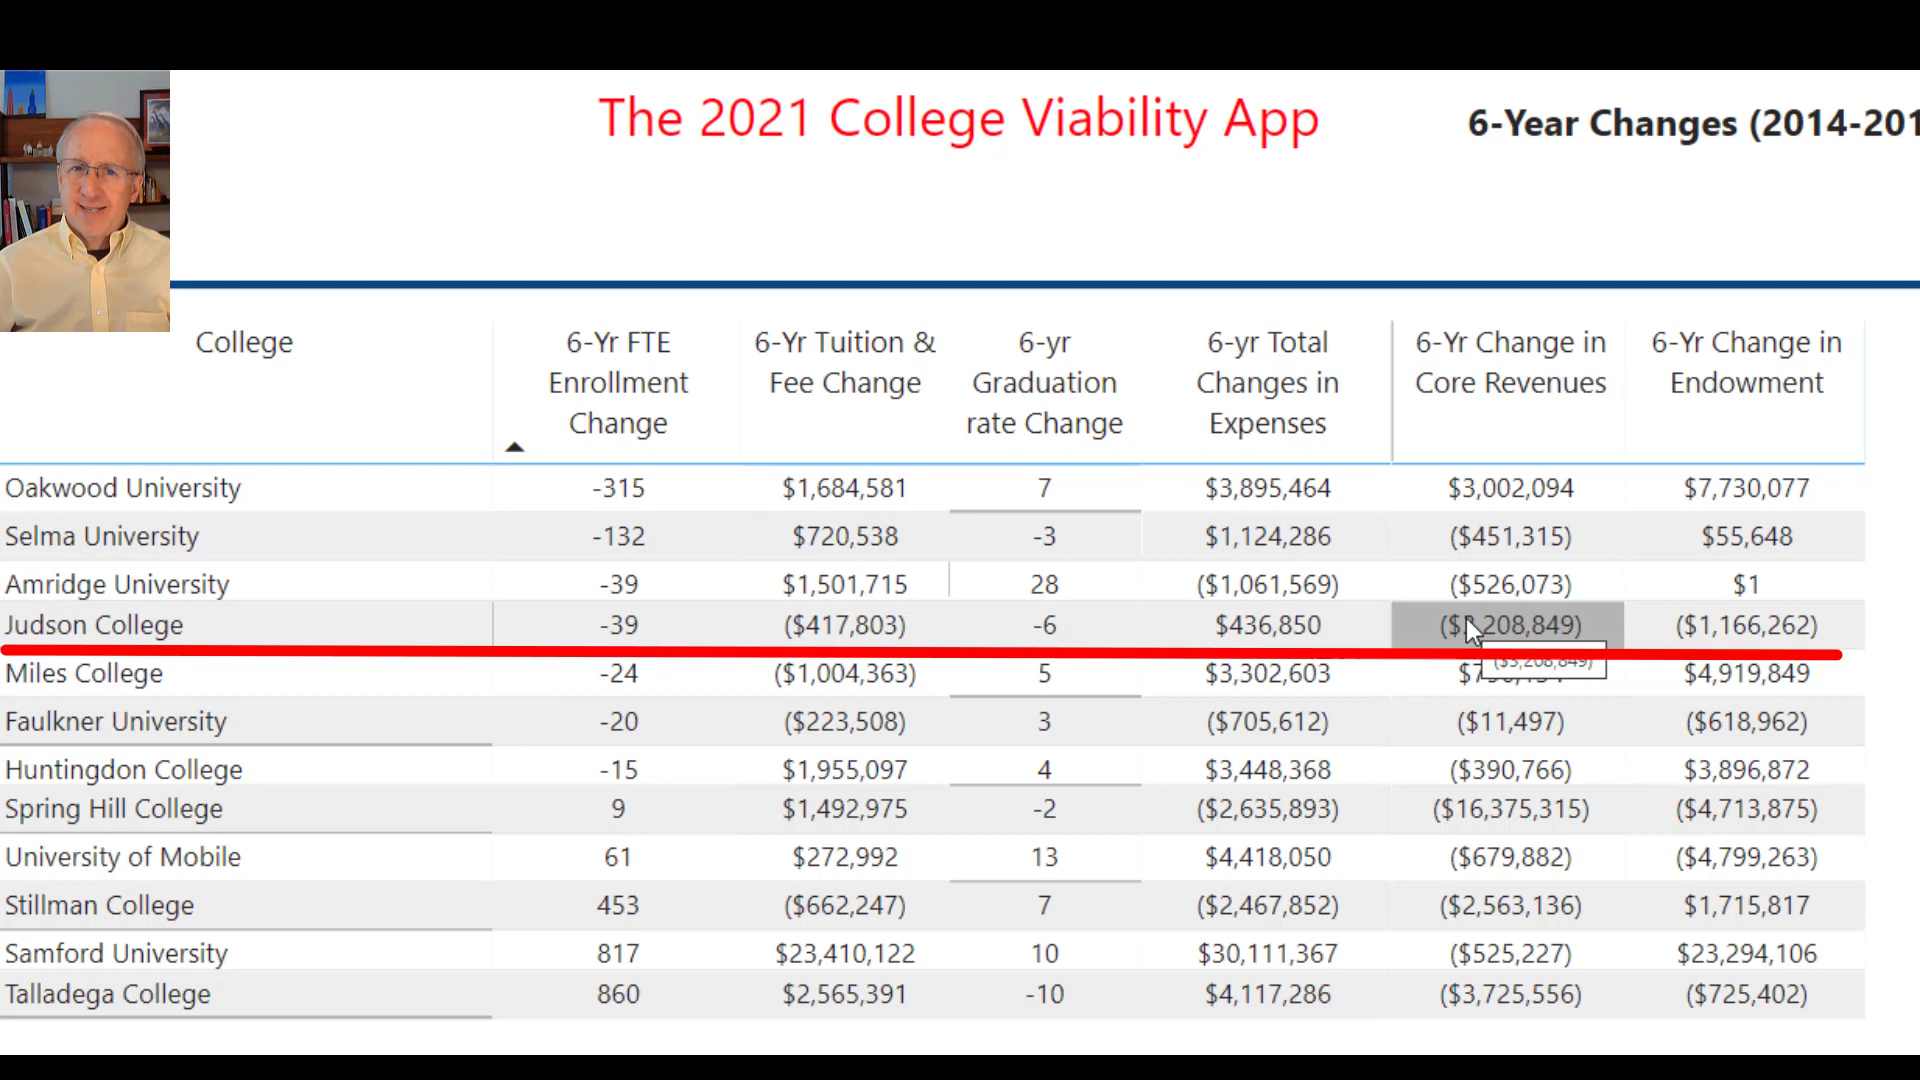 The 2021 College Viability App
6-Year Changes (2014-201
College 6-Yr FTE Enrollment Change 6-Yr Tuition & Fee Change 6-yr Graduation rate Change 6-yr Total Changes in Expenses 6-Yr Change in Core Revenues 6-Yr Change in Endowment
Oakwood University -315 $1,684,581 7 $3,895,464 $3,002,094 $7,730,077
Selma University -132 $720,538 -3 $1,124,286 ($451,315) $55,648
Amridge University -39 $1,501,715 28 ($1,061,569) ($526,073) $1
Judson College -39 ($417,803) -6 $436,850 ($3,208,849) ($1,166,262)
($3,208,849)
Miles College -24 ($1,004,363) 5 $3,302,603 $4,919,849
Faulkner University -20 ($223,508) 3 ($705,612) ($11,497) ($618,962)
Huntingdon College -15 $1,955,097 4 $3,448,368 ($390,766) $3,896,872
Spring Hill College 9 $1,492,975 -2 ($2,635,893) ($16,375,315) ($4,713,875)
University of Mobile 61 $272,992 13 $4,418,050 ($679,882) ($4,799,263)
Stillman College 453 ($662,247) 7 ($2,467,852) ($2,563,136) $1,715,817
Samford University 817 $23,410,122 10 $30,111,367 ($525,227) $23,294,106
Talladega College 860 $2,565,391 -10 $4,117,286 ($3,725,556) ($725,402)